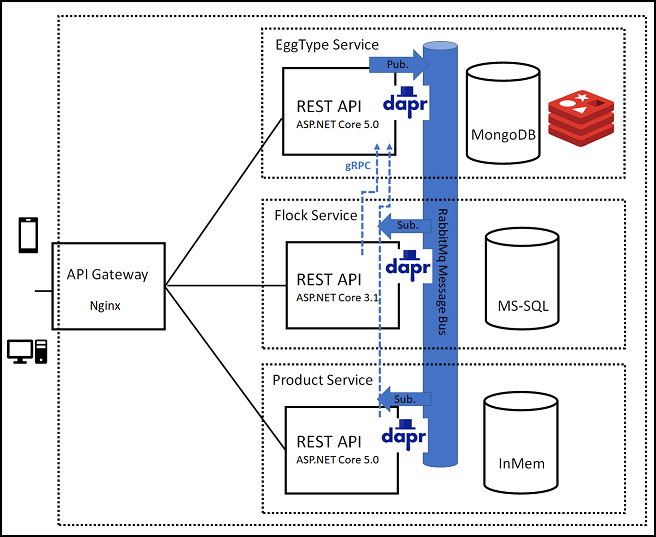 EggType Service
Pub.
REST API
ASP.NET Core 5.0
dapr
MongoDB
gRPC
Flock Service
Sub.
REST API
ASP.NET Core 3.1
dapr
RabbitMq Message Bus
MS-SQL
API Gateway
Nginx
Product Service
Sub.
REST API
ASP.NET Core 5.0
dapr
InMem